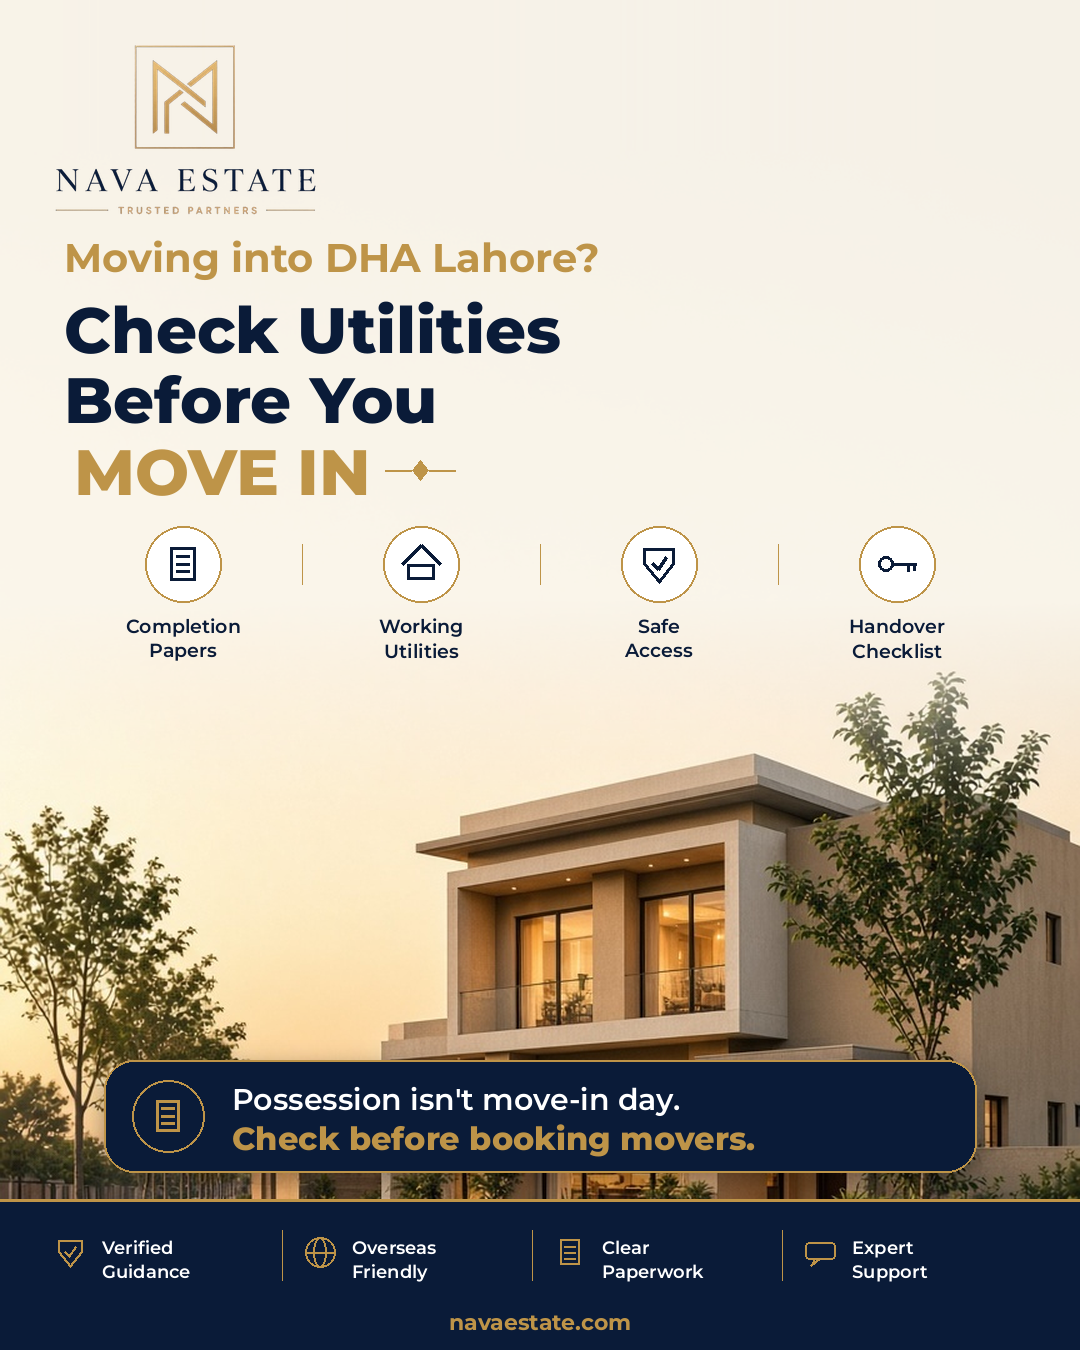 NAVA ESTATE
TRUSTED PARTNERS
Moving into DHA Lahore?
Check Utilities
Before You
MOVE IN
Completion
Papers
Working
Utilities
Safe
Access
Handover
Checklist
Possession isn't move-in day.
Check before booking movers.
Verified
Guidance
Overseas
Friendly
Clear
Paperwork
Expert
Support
navaestate.com